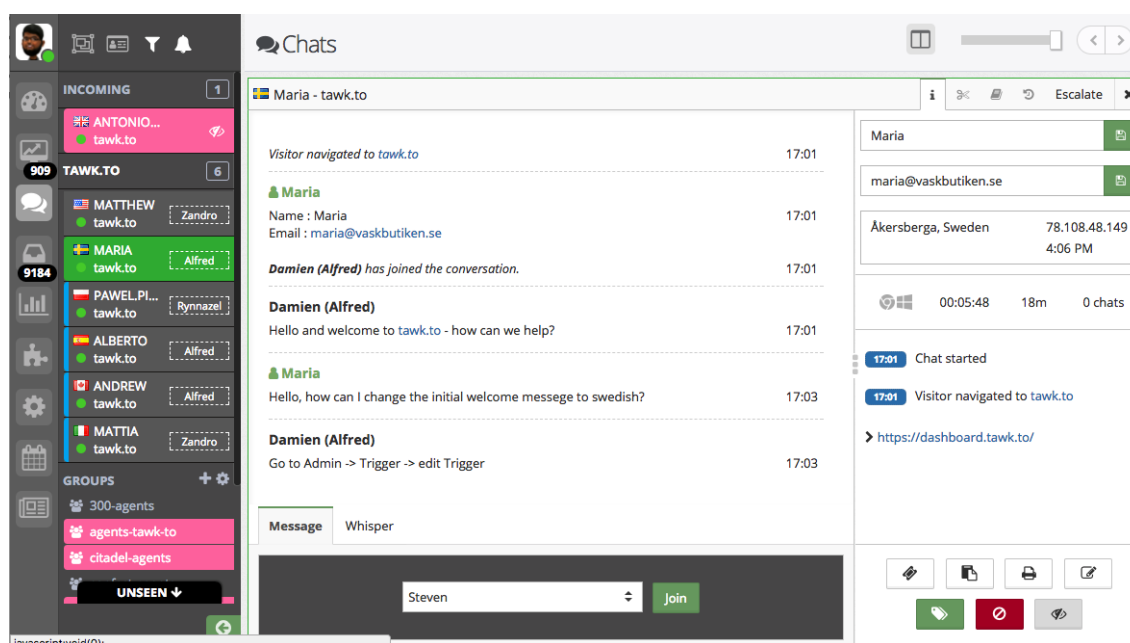 Chats
INCOMING 1
ANTONIO...
tawk.to
909
TAWK.TO 6
MATTHEW
tawk.to
Zandro
MARIA
tawk.to
Alfred
9184
PAWEL.PI...
tawk.to
Rynnazel
ALBERTO
tawk.to
Alfred
ANDREW
tawk.to
Alfred
MATTIA
tawk.to
Zandro
GROUPS
300-agents
agents-tawk-to
citadel-agents
UNSEEN
javascript:void(0);
Maria - tawk.to
i
Escalate
Visitor navigated to tawk.to 17:01
Maria
Name : Maria 17:01
Email : maria@vaskbutiken.se
Damien (Alfred) has joined the conversation. 17:01
Damien (Alfred)
Hello and welcome to tawk.to - how can we help? 17:01
Maria
Hello, how can I change the initial welcome messege to swedish? 17:03
Damien (Alfred)
Go to Admin -> Trigger -> edit Trigger 17:03
Message Whisper
Steven
Join
Maria
maria@vaskbutiken.se
Åkersberga, Sweden 78.108.48.149
4:06 PM
00:05:48 18m 0 chats
17:01 Chat started
17:01 Visitor navigated to tawk.to
https://dashboard.tawk.to/